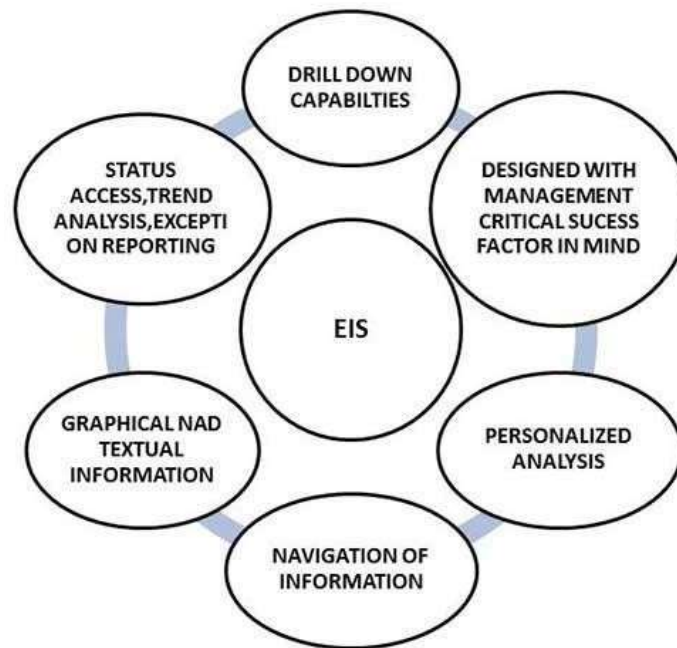 DRILL DOWN
CAPABILTIES
DESIGNED WITH
MANAGEMENT
CRITICAL SUCESS
FACTOR IN MIND
STATUS
ACCESS,TREND
ANALYSIS,EXCEPTI
ON REPORTING
EIS
GRAPHICAL NAD
TEXTUAL
INFORMATION
PERSONALIZED
ANALYSIS
NAVIGATION OF
INFORMATION